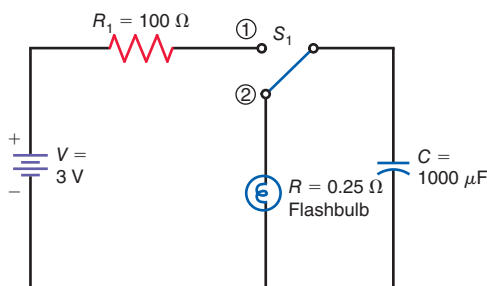 R1 = 100 Ω
① S1
②
+
V =
3 V
−
R = 0.25 Ω
Flashbulb
C =
1000 μF